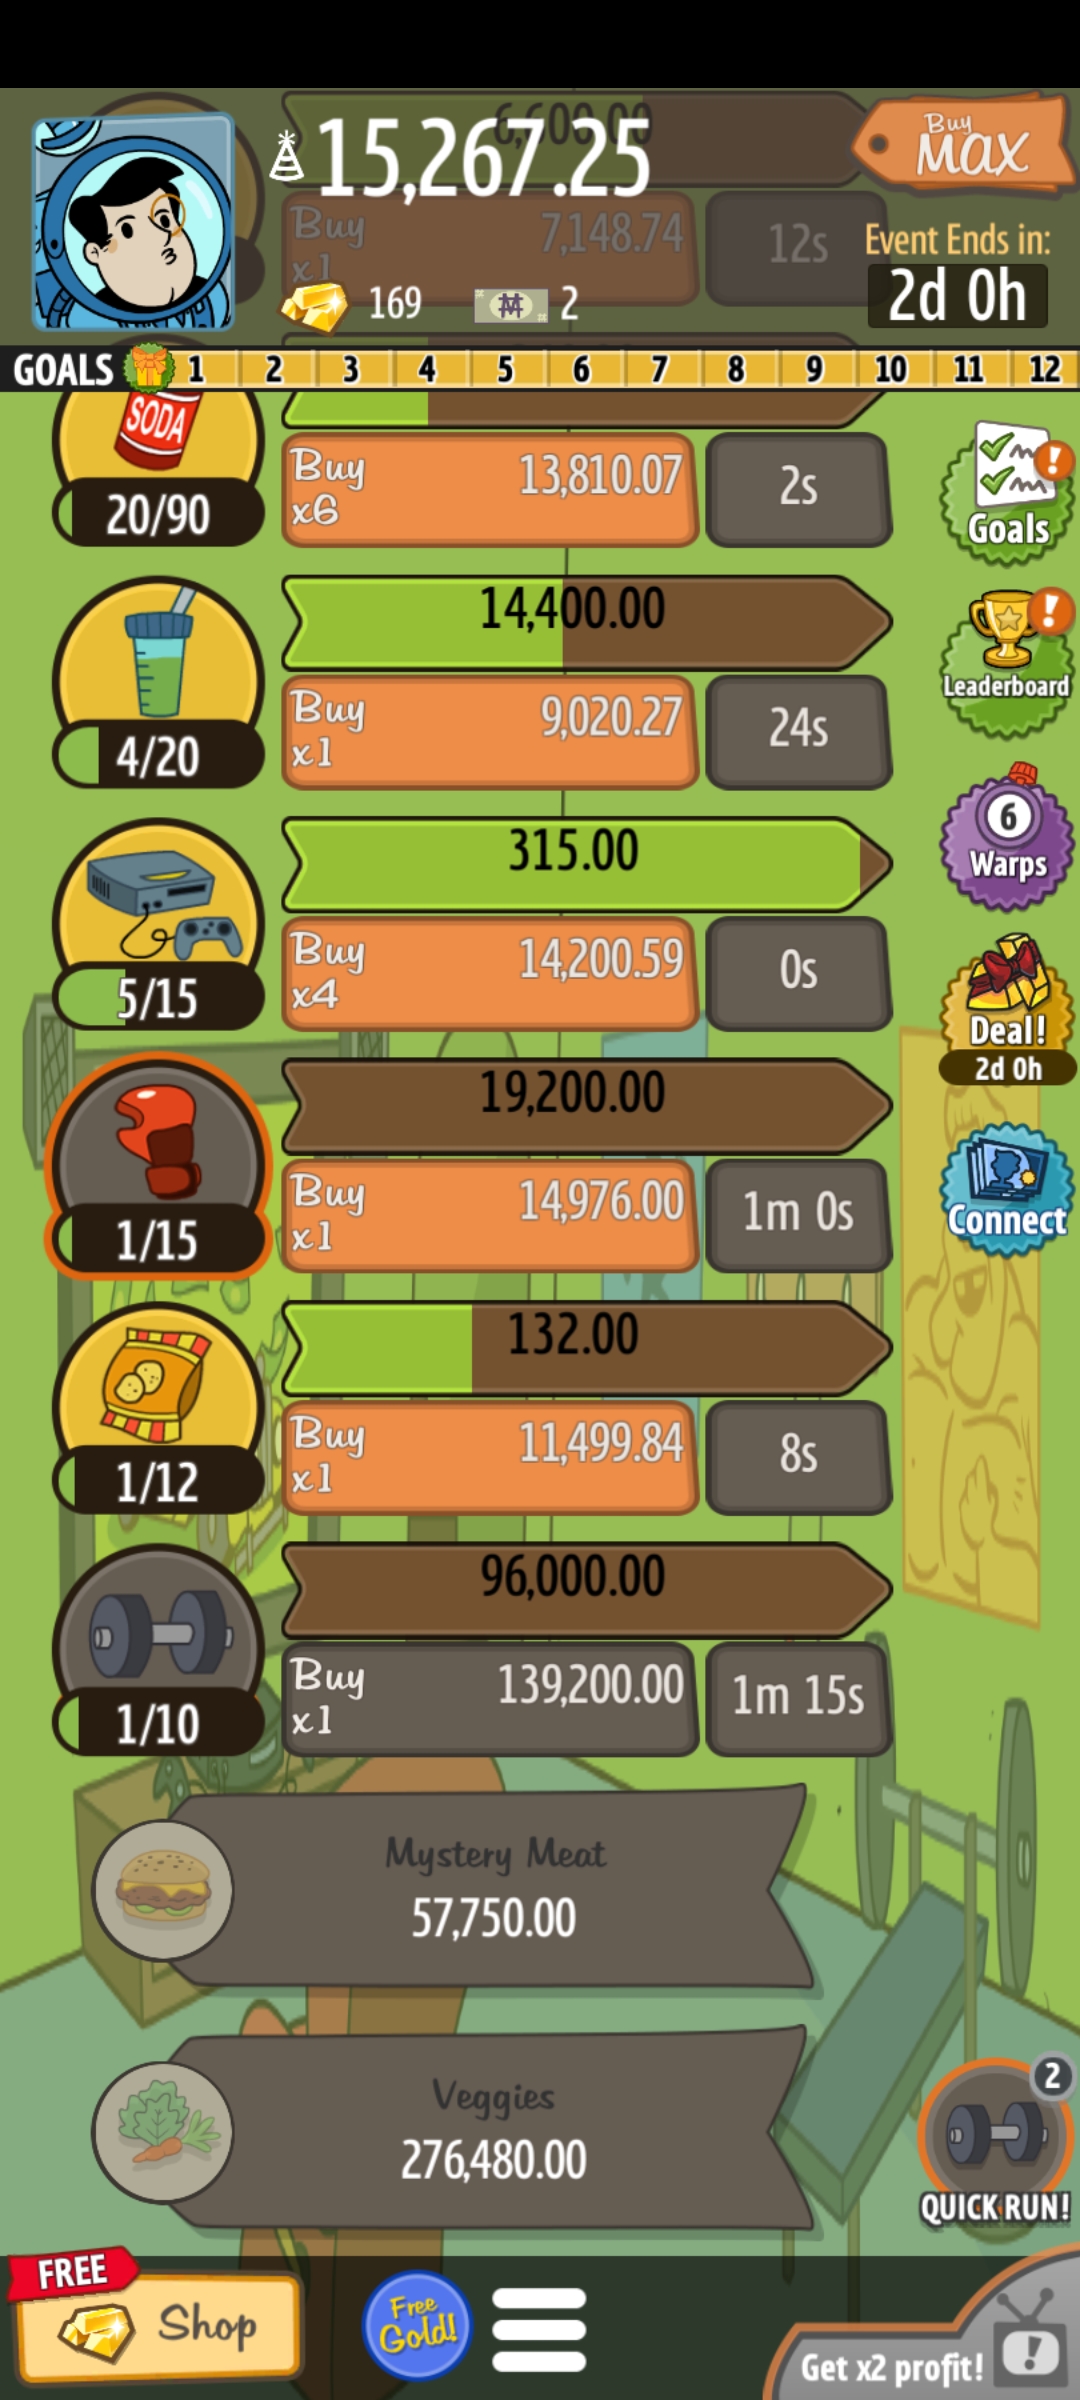 6,600.00
15,267.25
Buy
MAX
Buy
x1
7,148.74
12s
169
2
Event Ends in:
2d 0h
GOALS 1 2 3 4 5 6 7 8 9 10 11 12
SODA
20/90
Buy
x6
13,810.07
2s
Goals
14,400.00
4/20
Buy
x1
9,020.27
24s
Leaderboard
315.00
5/15
Buy
x4
14,200.59
0s
6
Warps
Deal!
2d 0h
19,200.00
1/15
Buy
x1
14,976.00
1m 0s
Connect
132.00
1/12
Buy
x1
11,499.84
8s
96,000.00
1/10
Buy
x1
139,200.00
1m 15s
Mystery Meat
57,750.00
Veggies
276,480.00
2
QUICK RUN!
FREE
Shop
Free
Gold!
Get x2 profit!